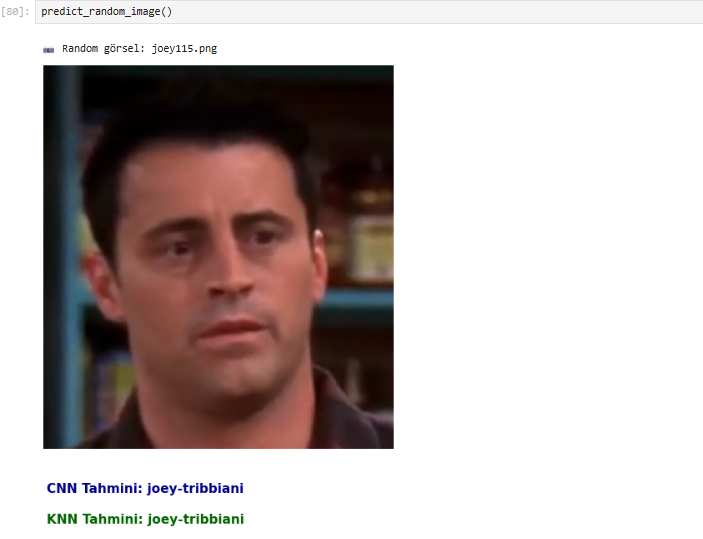 [80]: predict_random_image()
Random görsel: joey115.png
CNN Tahmini: joey-tribbiani
KNN Tahmini: joey-tribbiani